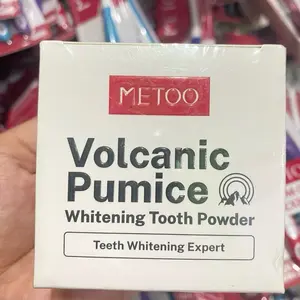 METOO
Volcanic
Pumice
Whitening Tooth Powder
Teeth Whitening Expert